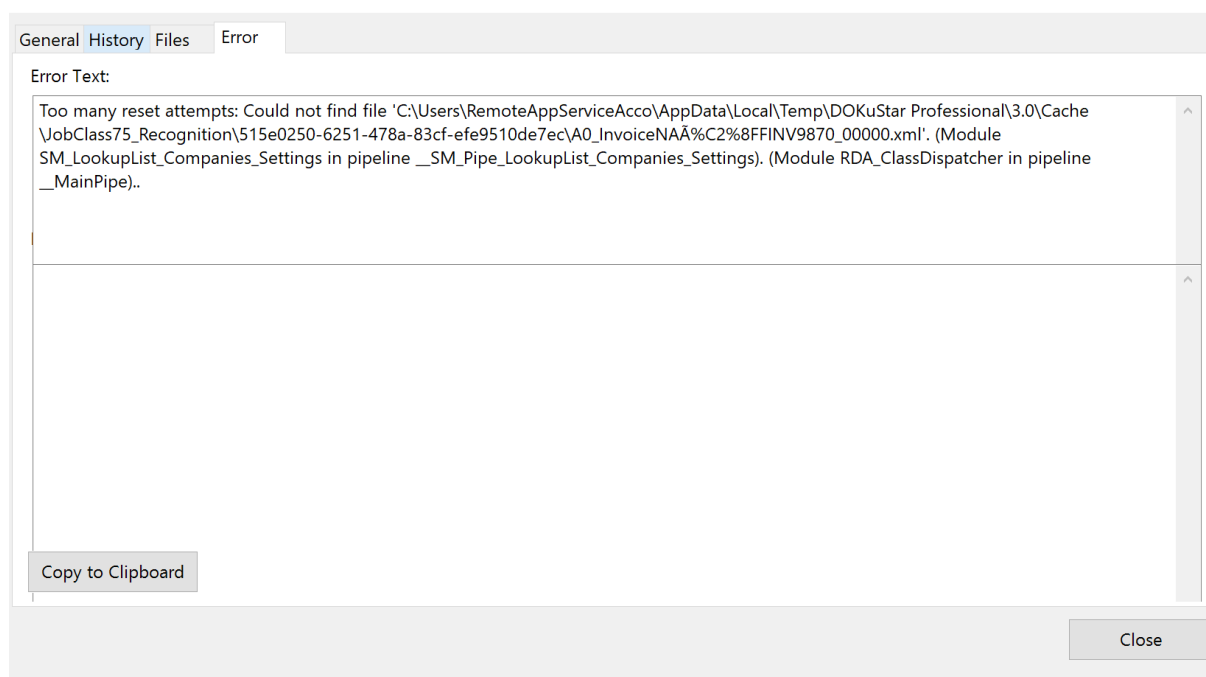 General History Files Error
Error Text:
Too many reset attempts: Could not find file 'C:\Users\RemoteAppServiceAcco\AppData\Local\Temp\DOKuStar Professional\3.0\Cache
\JobClass75_Recognition\515e0250-6251-478a-83cf-efe9510de7ec\A0_InvoiceNAÃ%C2%8FFINV9870_00000.xml'. (Module
SM_LookupList_Companies_Settings in pipeline __SM_Pipe_LookupList_Companies_Settings). (Module RDA_ClassDispatcher in pipeline
__MainPipe)..
Copy to Clipboard
Close